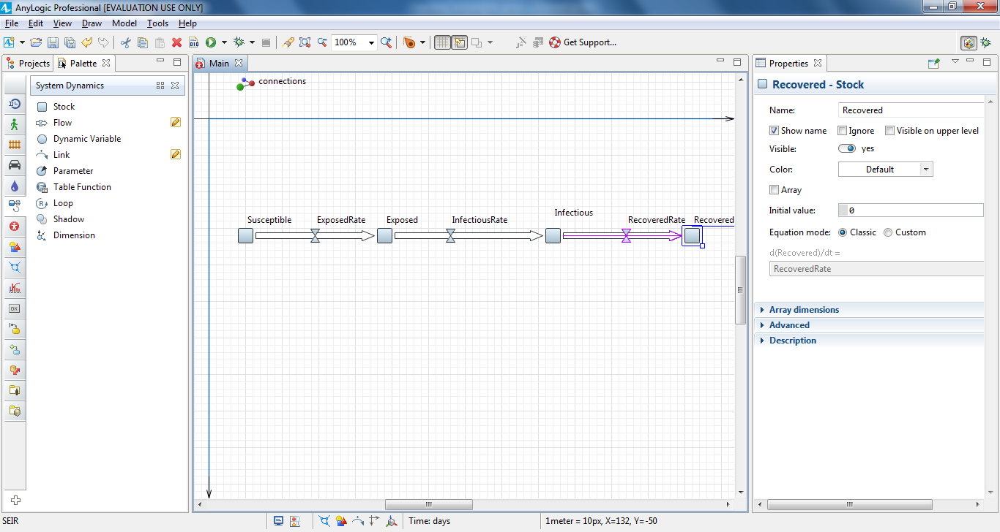 AnyLogic Professional [EVALUATION USE ONLY]
File Edit View Draw Model Tools Help
100% Get Support...
Projects Palette
Main
Properties
System Dynamics
Stock
Flow
Dynamic Variable
Link
Parameter
Table Function
Loop
Shadow
Dimension
OK
connections
Susceptible ExposedRate Exposed InfectiousRate Infectious RecoveredRate Recovered
Recovered - Stock
Name: Recovered
Show name Ignore Visible on upper level
Visible: yes
Color: Default
Array
Initial value: 0
Equation mode: Classic Custom
d(Recovered)/dt =
RecoveredRate
Array dimensions
Advanced
Description
SEIR Time: days 1meter = 10px, X=132, Y=-50